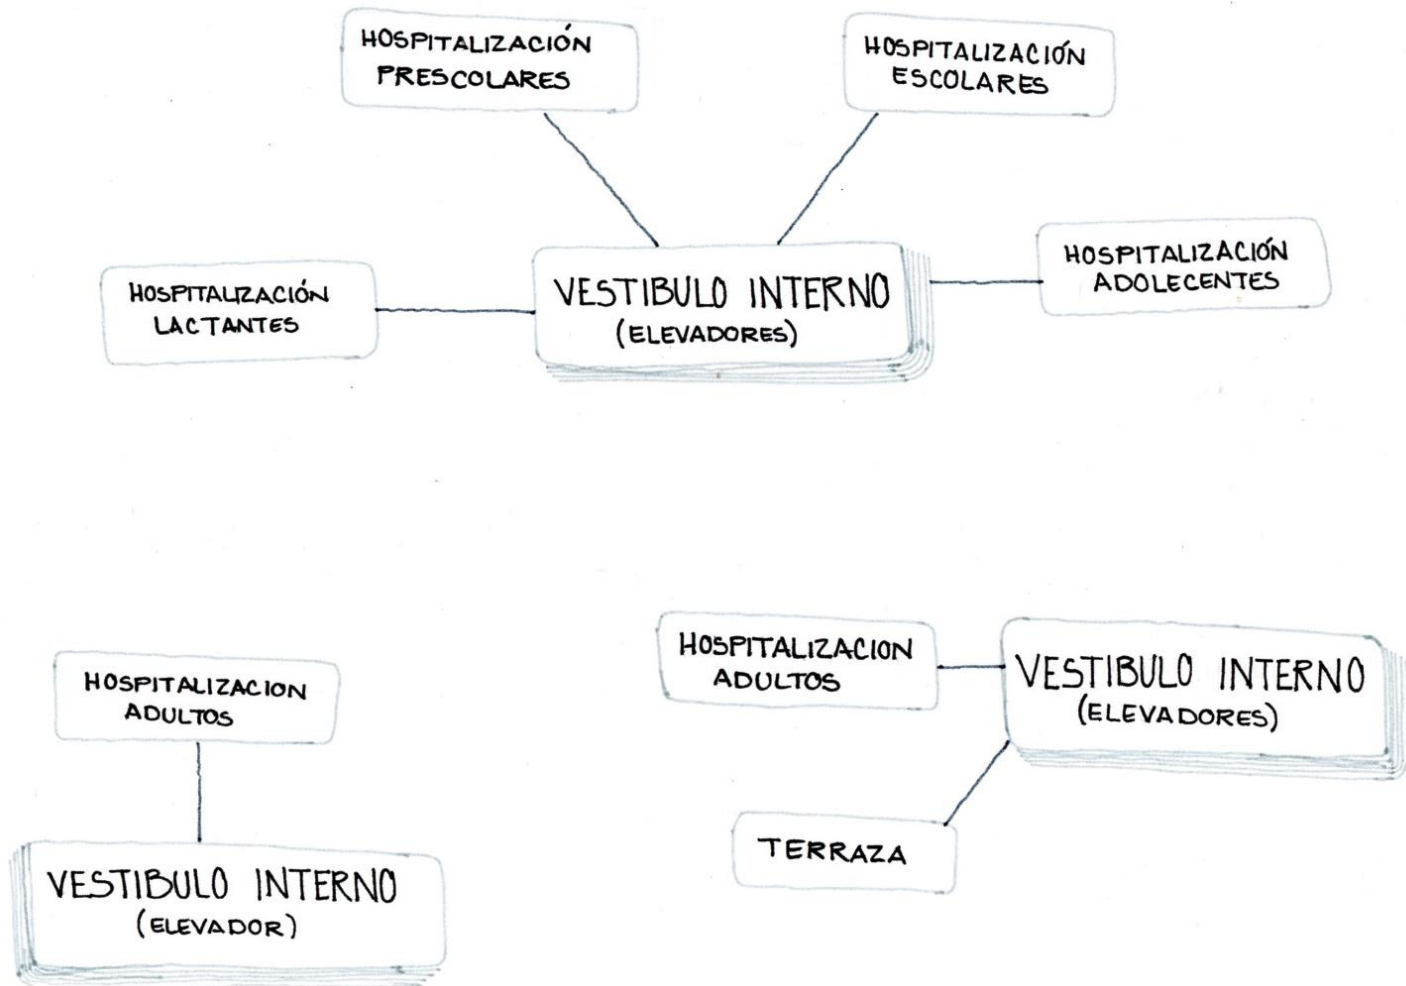 HOSPITALIZACIÓN
PRESCOLARES
HOSPITALIZACIÓN
ESCOLARES
HOSPITALIZACIÓN
LACTANTES
VESTIBULO INTERNO
(ELEVADORES)
HOSPITALIZACIÓN
ADOLECENTES
HOSPITALIZACION
ADULTOS
VESTIBULO INTERNO
(ELEVADOR)
HOSPITALIZACION
ADULTOS
VESTIBULO INTERNO
(ELEVADORES)
TERRAZA